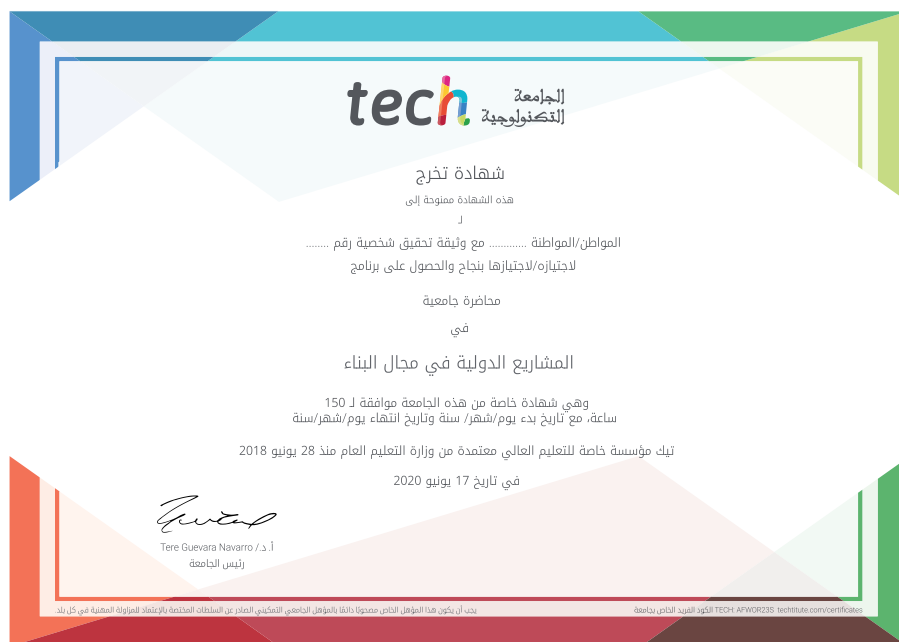 tech الجامعة
التكنولوجية
شهادة تخرج
هذه الشهادة ممنوحة إلى
لـ
المواطن/المواطنة ............. مع وثيقة تحقيق شخصية رقم ........
لاجتيازه/لاجتيازها بنجاح والحصول على برنامج
محاضرة جامعية
في
المشاريع الدولية في مجال البناء
وهي شهادة خاصة من هذه الجامعة موافقة لـ 150
ساعة، مع تاريخ بدء يوم/شهر/ سنة وتاريخ انتهاء يوم/شهر/سنة
تيك مؤسسة خاصة للتعليم العالي معتمدة من وزارة التعليم العام منذ 28 يونيو 2018
في تاريخ 17 يونيو 2020
أ. د./ Tere Guevara Navarro
رئيس الجامعة
يجب أن يكون هذا المؤهل الخاص مصحوبًا دائمًا بالمؤهل الجامعي التمكيني الصادر عن السلطات المختصة بالإعتماد للمزاولة المهنية في كل بلد.
الكود الفريد الخاص بجامعة TECH: AFWOR23S techtitute.com/certificates